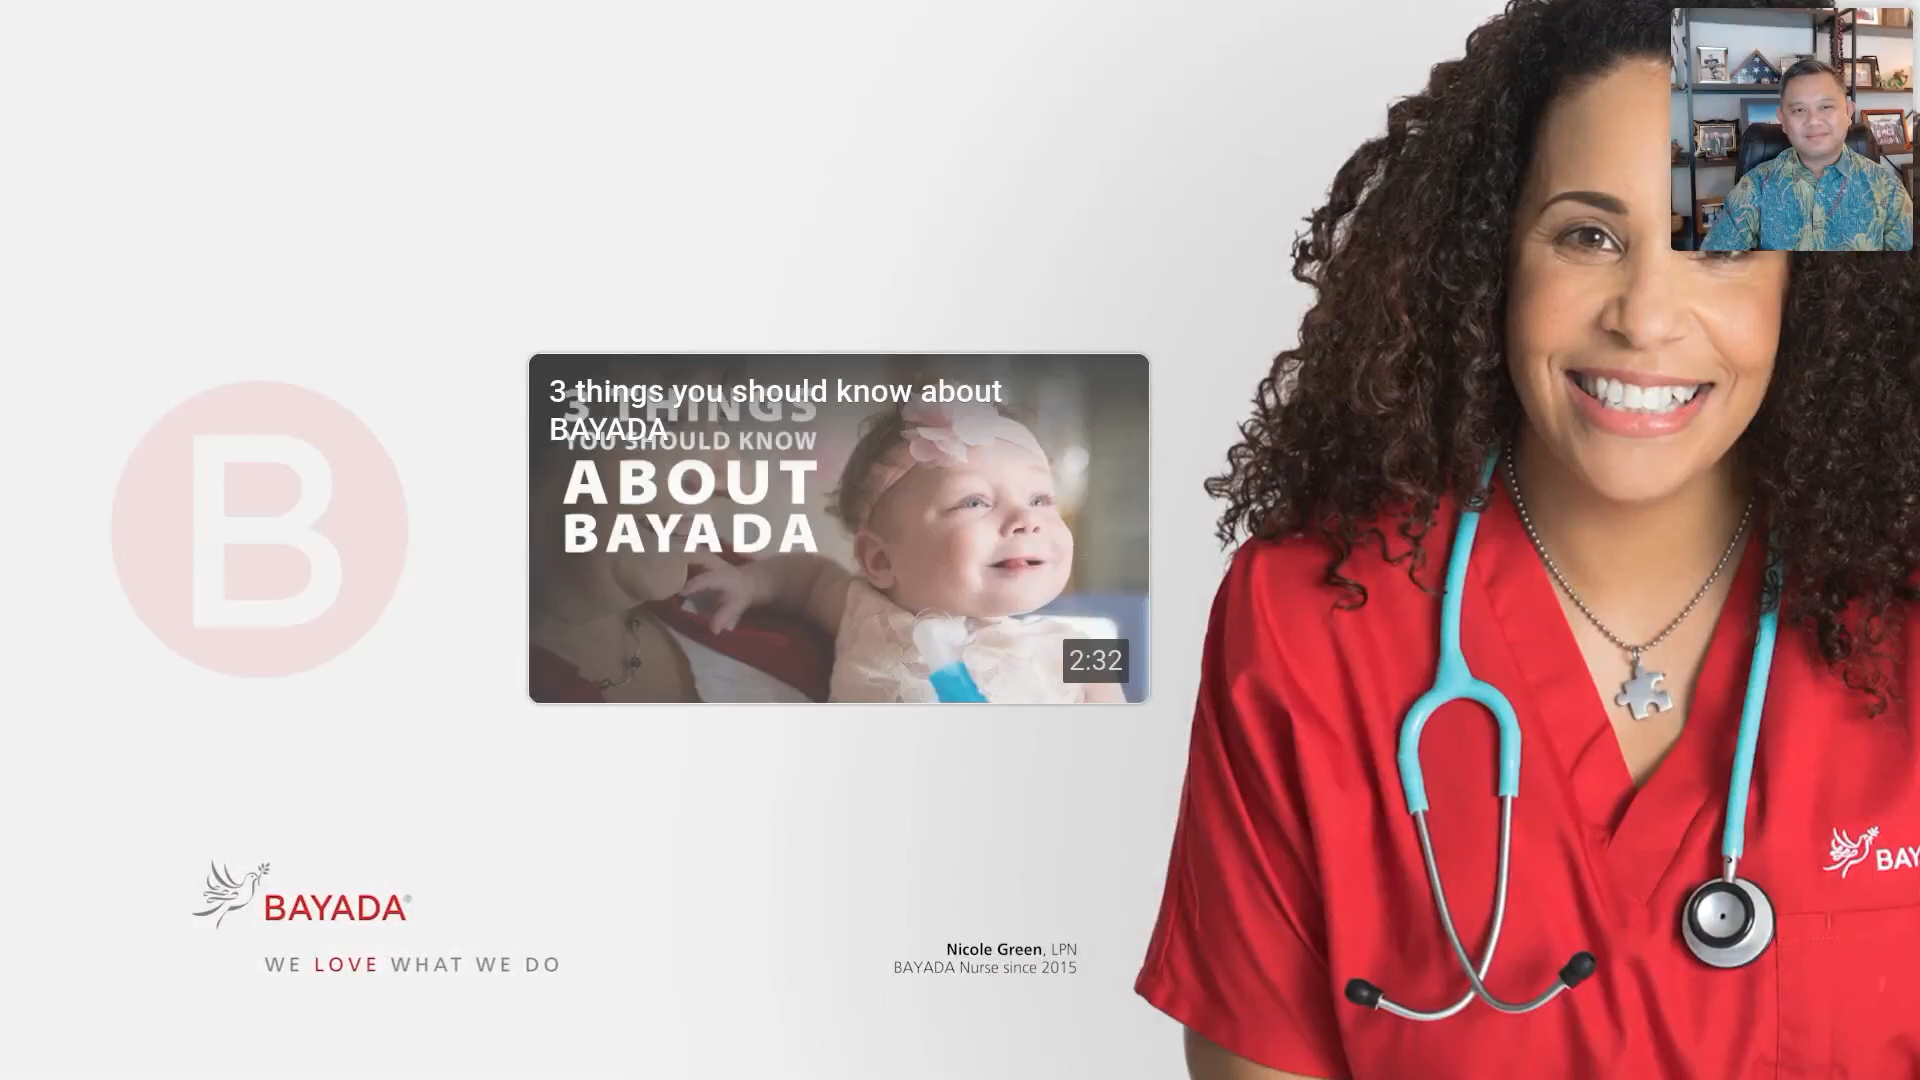 3 things you should know about
BAYADA
3 THINGS
YOU SHOULD KNOW
ABOUT
BAYADA
2:32
B
BAYADA®
WE LOVE WHAT WE DO
Nicole Green, LPN
BAYADA Nurse since 2015
BAY